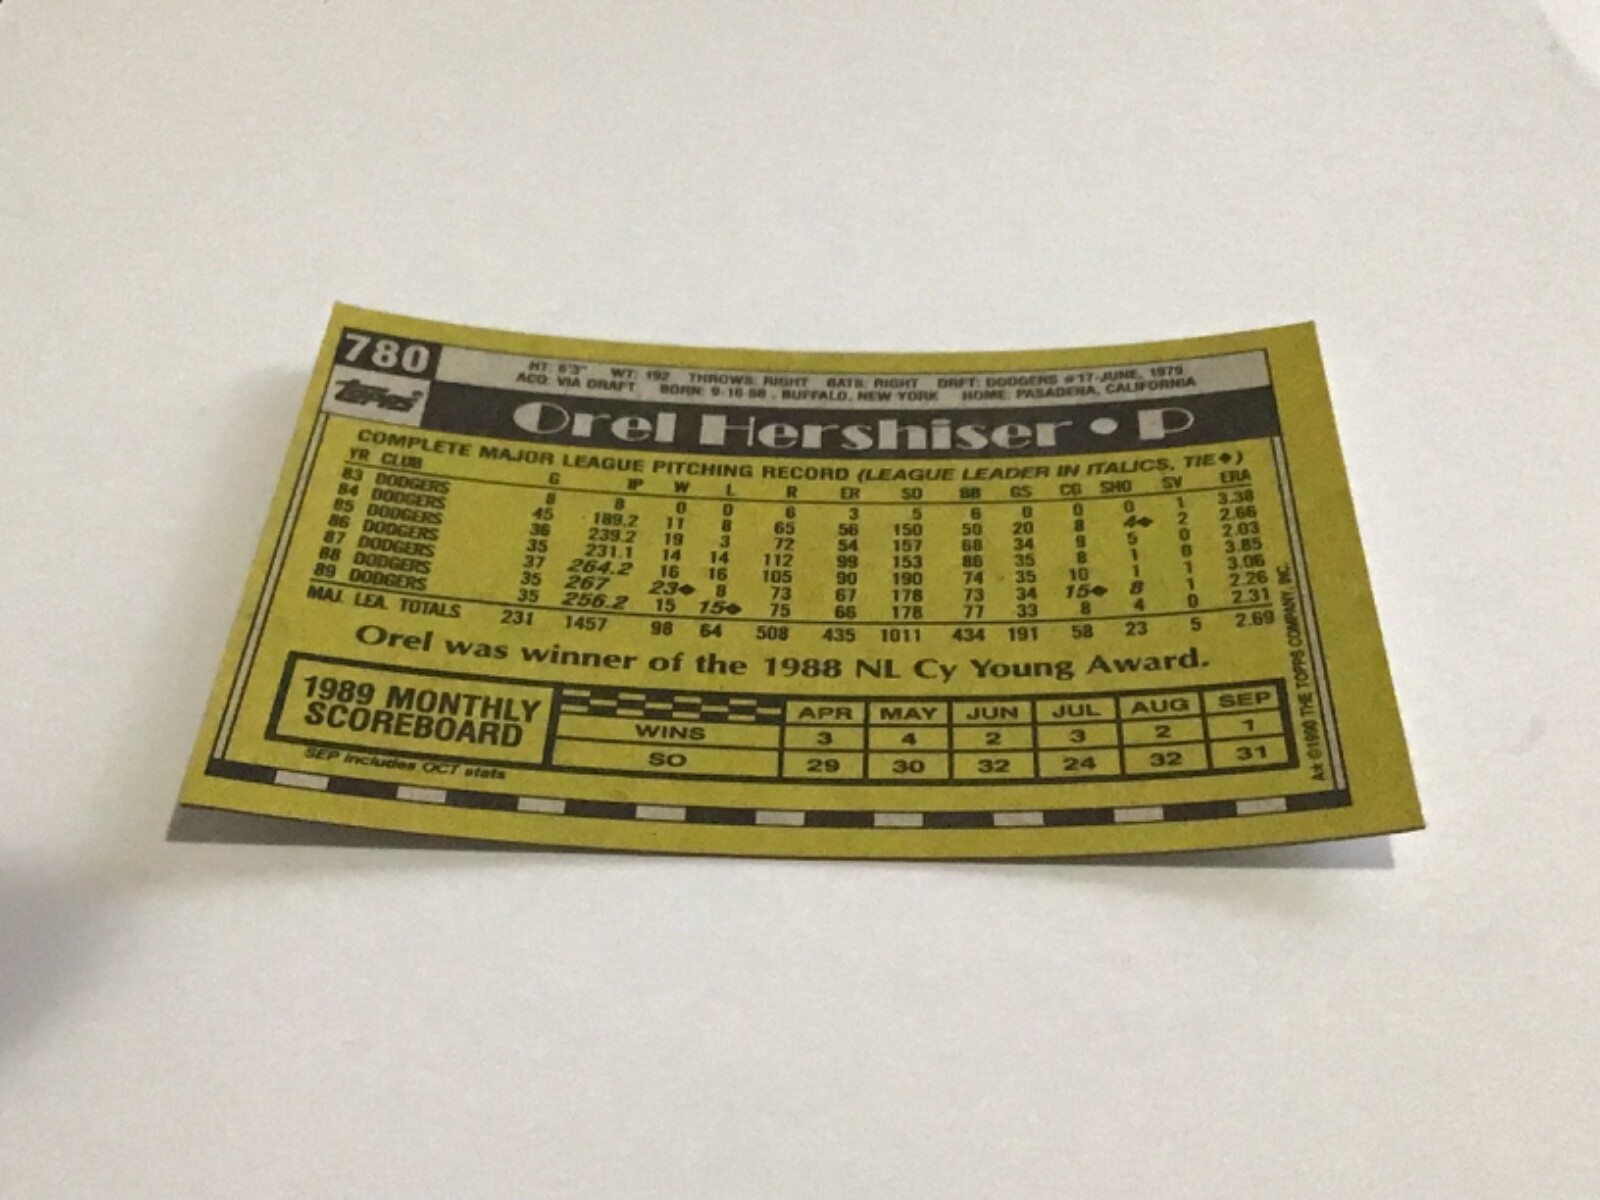 780
HT: 6'3" WT: 192 THROWS: RIGHT BATS: RIGHT DRFT: DODGERS #17-JUNE, 1979
topps
ACQ: VIA DRAFT BORN: 9-16-58, BUFFALO, NEW YORK HOME: PASADENA, CALIFORNIA
Orel Hershiser • P
COMPLETE MAJOR LEAGUE PITCHING RECORD (LEAGUE LEADER IN ITALICS, TIE◆)
YR CLUB G IP W L R ER SO BB GS CG SHO SV ERA
83 DODGERS 8 8 0 0 6 3 5 6 0 0 0 1 3.38
84 DODGERS 45 189.2 11 8 65 56 150 50 20 8 4◆ 2 2.66
85 DODGERS 36 239.2 19 3 72 54 157 68 34 9 5 0 2.03
86 DODGERS 35 231.1 14 14 112 99 153 86 35 8 1 0 3.85
87 DODGERS 37 264.2 16 16 105 90 190 74 35 10 1 1 3.06
88 DODGERS 35 267 23◆ 8 73 67 178 73 34 15◆ 8 1 2.26
89 DODGERS 35 256.2 15 15◆ 75 66 178 77 33 8 4 0 2.31
MAJ. LEA. TOTALS 231 1457 98 64 508 435 1011 434 191 58 23 5 2.69
Orel was winner of the 1988 NL Cy Young Award.
1989 MONTHLY SCOREBOARD
APR MAY JUN JUL AUG SEP
WINS 3 4 2 3 2 1
SO 29 30 32 24 32 31
SEP includes OCT stats
A* ©1990 THE TOPPS COMPANY, INC.